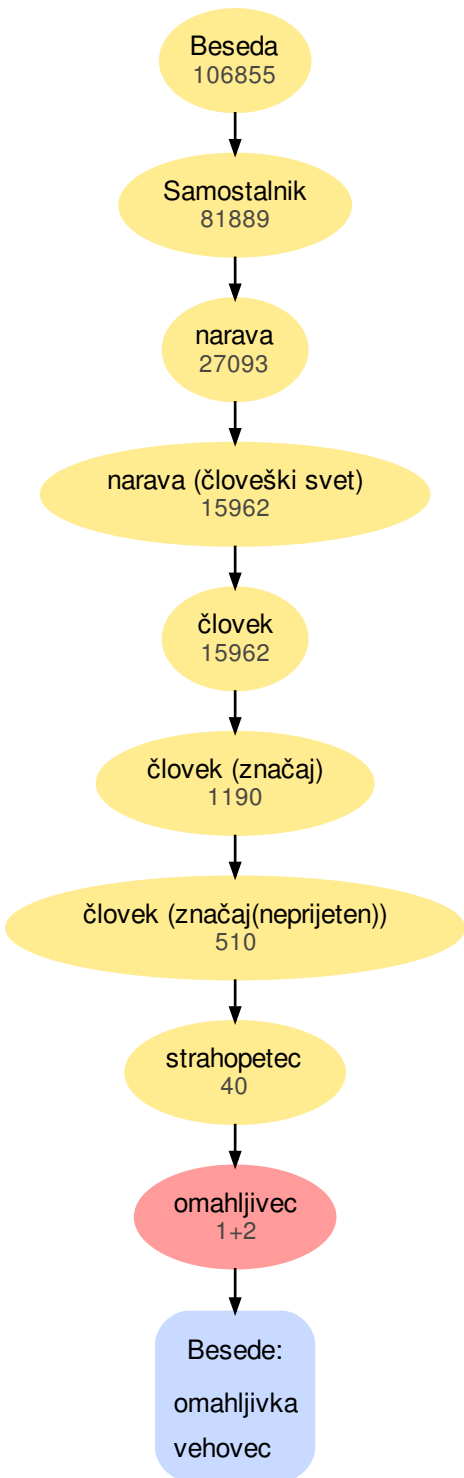 Beseda
106855
Samostalnik
81889
narava
27093
narava (človeški svet)
15962
človek
15962
človek (značaj)
1190
človek (značaj(neprijeten))
510
strahopetec
40
omahljivec
1+2
Besede:
omahljivka
vehovec